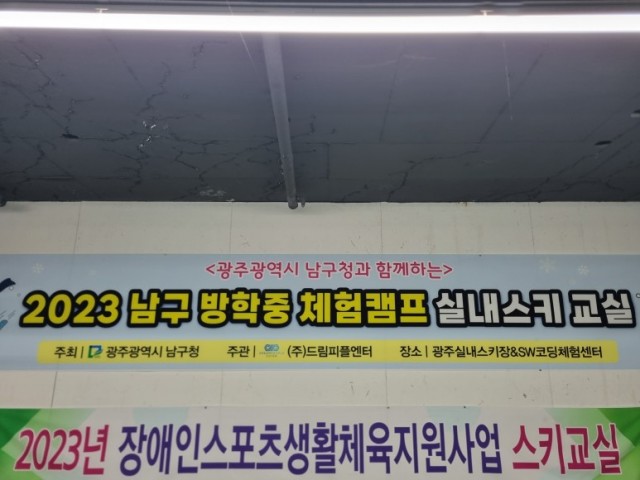 <광주광역시 남구청과 함께하는>
2023 남구 방학중 체험캠프 실내스키 교실
주최 | 광주광역시 남구청 주관 | (주)드림피플엔터 장소 | 광주실내스키장&SW코딩체험센터
2023년 장애인스포츠생활체육지원사업 스키교실